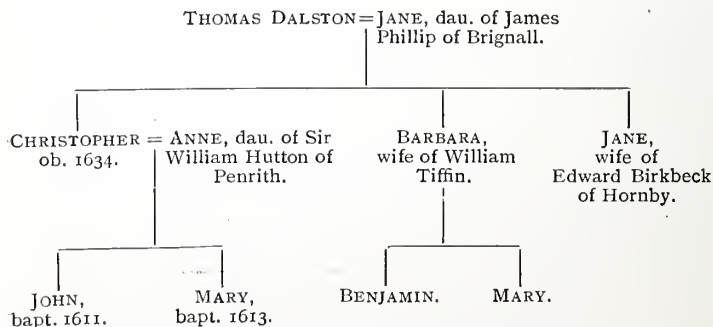 THOMAS DALSTON=JANE, dau. of James
Phillip of Brignall.
CHRISTOPHER = ANNE, dau. of Sir
ob. 1634.
William Hutton of
Penrith.
BARBARA,
wife of William
Tiffin.
JANE,
wife of
Edward Birkbeck
of Hornby.
JOHN,
bapt. 1611.
MARY,
bapt. 1613.
BENJAMIN.
MARY.